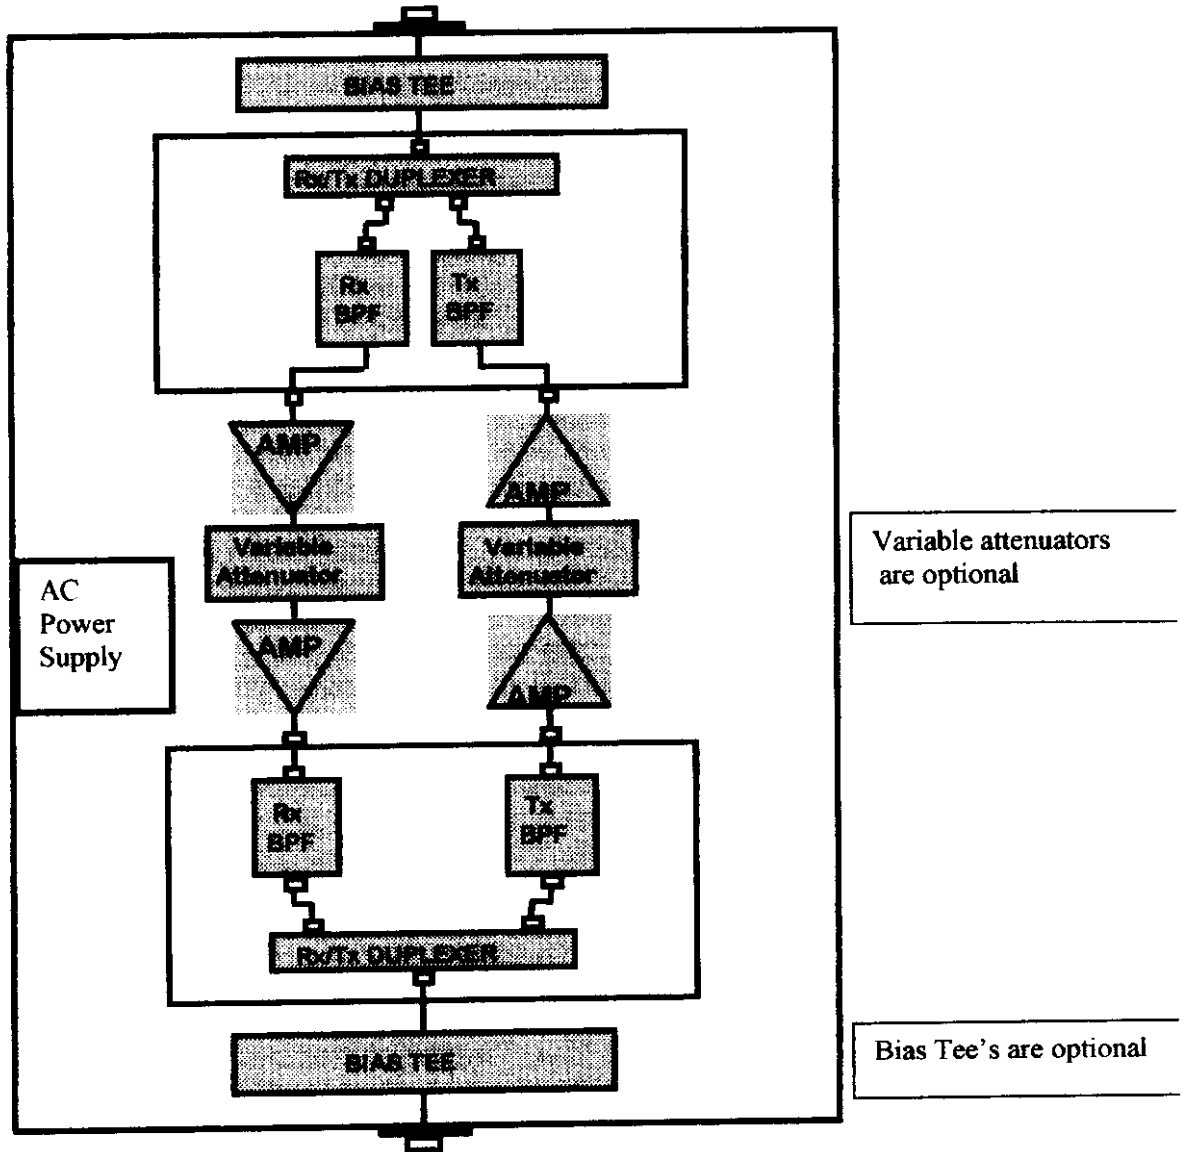 BIAS TEE
Rx/Tx DUPLEXER
Rx
BPF
Tx
BPF
AMP
AMP
Variable
Attenuator
Variable
Attenuator
Variable attenuators
are optional
AC
Power
Supply
AMP
AMP
Rx
BPF
Tx
BPF
Rx/Tx DUPLEXER
BIAS TEE
Bias Tee's are optional